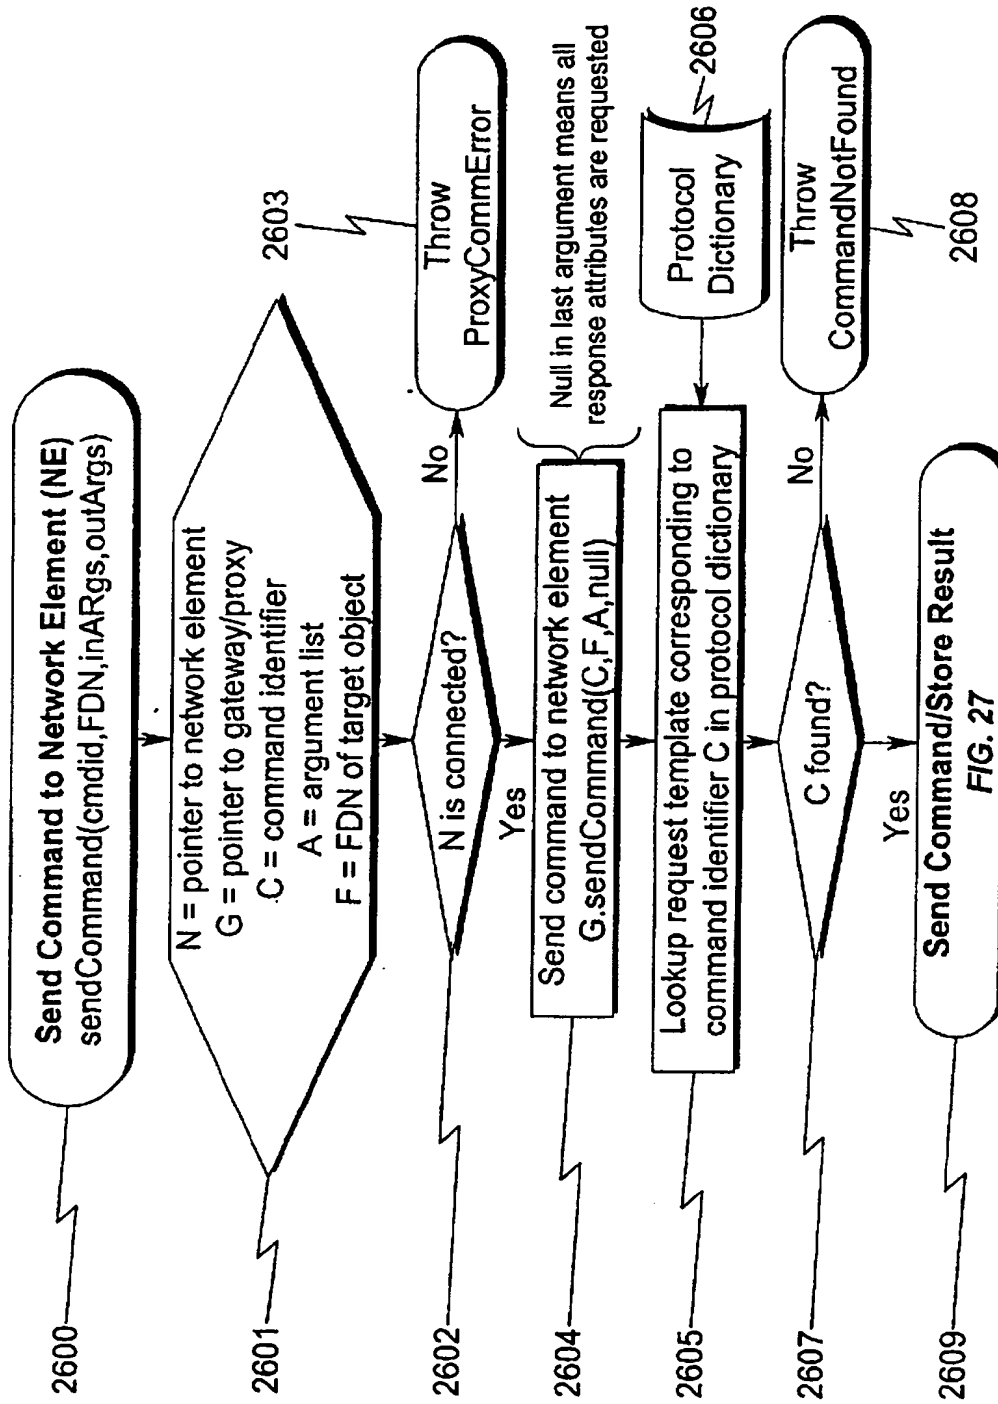 2600
Send Command to Network Element (NE)
sendCommand(cmdid,FDN,inARgs,outArgs)
2601
N = pointer to network element
G = pointer to gateway/proxy
C = command identifier
A = argument list
F = FDN of target object
2602
N is connected?
No
2603
Throw
ProxyCommError
Yes
2604
Send command to network element
G.sendCommand(C,F,A,null)
Null in last argument means all
response attributes are requested
2605
Lookup request template corresponding to
command identifier C in protocol dictionary
Protocol
Dictionary
2606
2607
C found?
No
Throw
CommandNotFound
2608
Yes
2609
Send Command/Store Result
FIG. 27